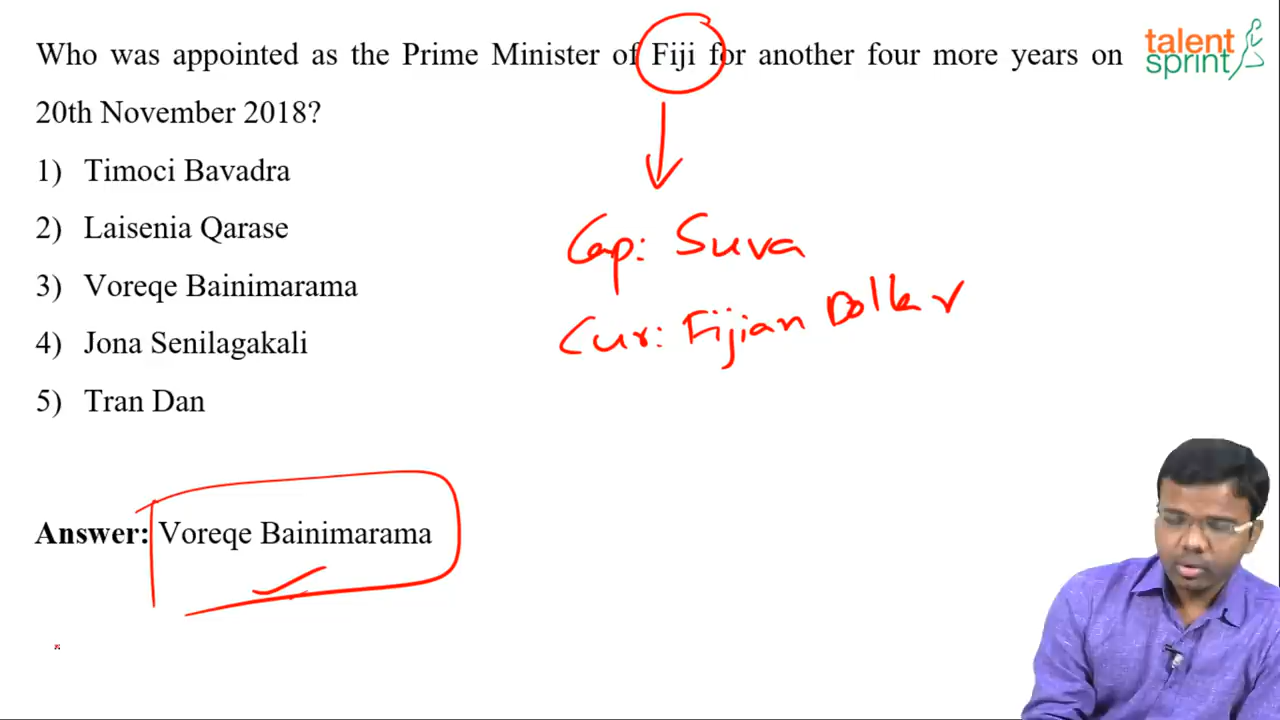 Who was appointed as the Prime Minister of Fiji for another four more years on
20th November 2018?
talent
sprint
1) Timoci Bavadra
2) Laisenia Qarase
3) Voreqe Bainimarama
4) Jona Senilagakali
5) Tran Dan
Cap: Suva
Cur: Fijian Dollar
Answer: Voreqe Bainimarama